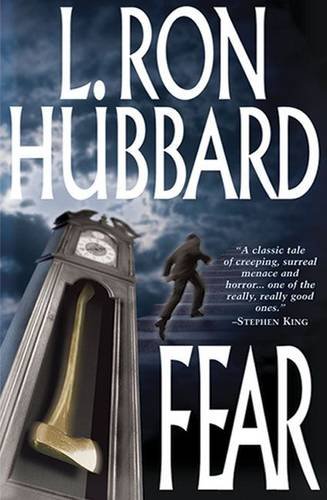 L. RON
HUBBARD
"A classic tale
of creeping, surreal
menace and
horror... one of the
really, really good
ones."
–STEPHEN KING
FEAR